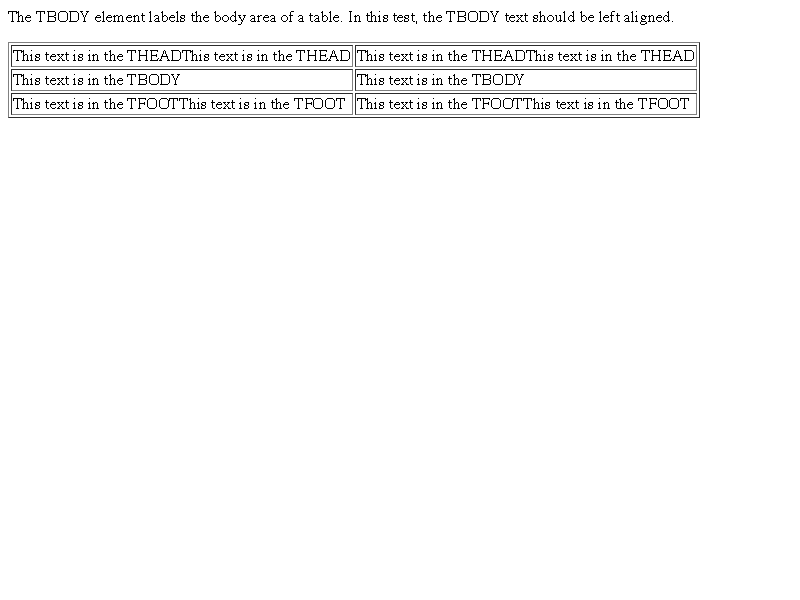 The TBODY element labels the body area of a table. In this test, the TBODY text should be left aligned.
This text is in the THEADThis text is in the THEAD This text is in the THEADThis text is in the THEAD
This text is in the TBODY This text is in the TBODY
This text is in the TFOOTThis text is in the TFOOT This text is in the TFOOTThis text is in the TFOOT